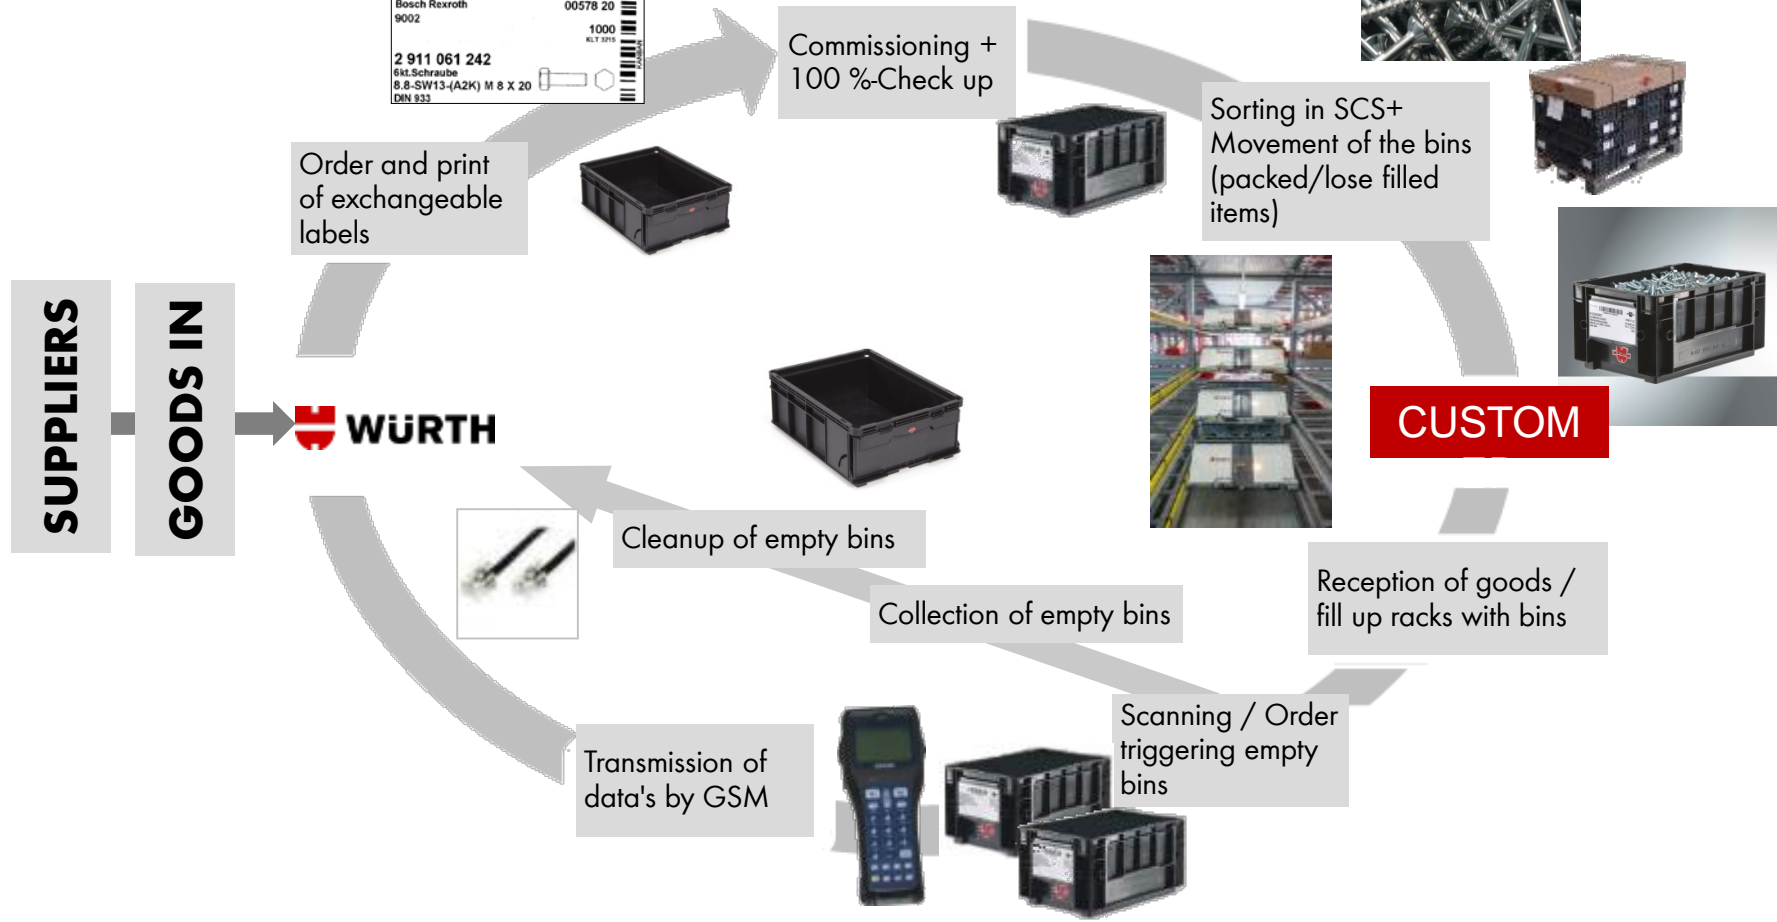 Bosch Rexroth
00578 20
9002
1000
KLT 3215
KANBAN
2 911 061 242
6kt.Schraube
8.8-SW13-(A2K) M 8 X 20
DIN 933
Commissioning +
100 %-Check up
Sorting in SCS+
Movement of the bins
(packed/lose filled
items)
Order and print
of exchangeable
labels
SUPPLIERS
GOODS IN
WÜRTH
CUSTOM
Cleanup of empty bins
Collection of empty bins
Reception of goods /
fill up racks with bins
Scanning / Order
triggering empty
bins
Transmission of
data's by GSM